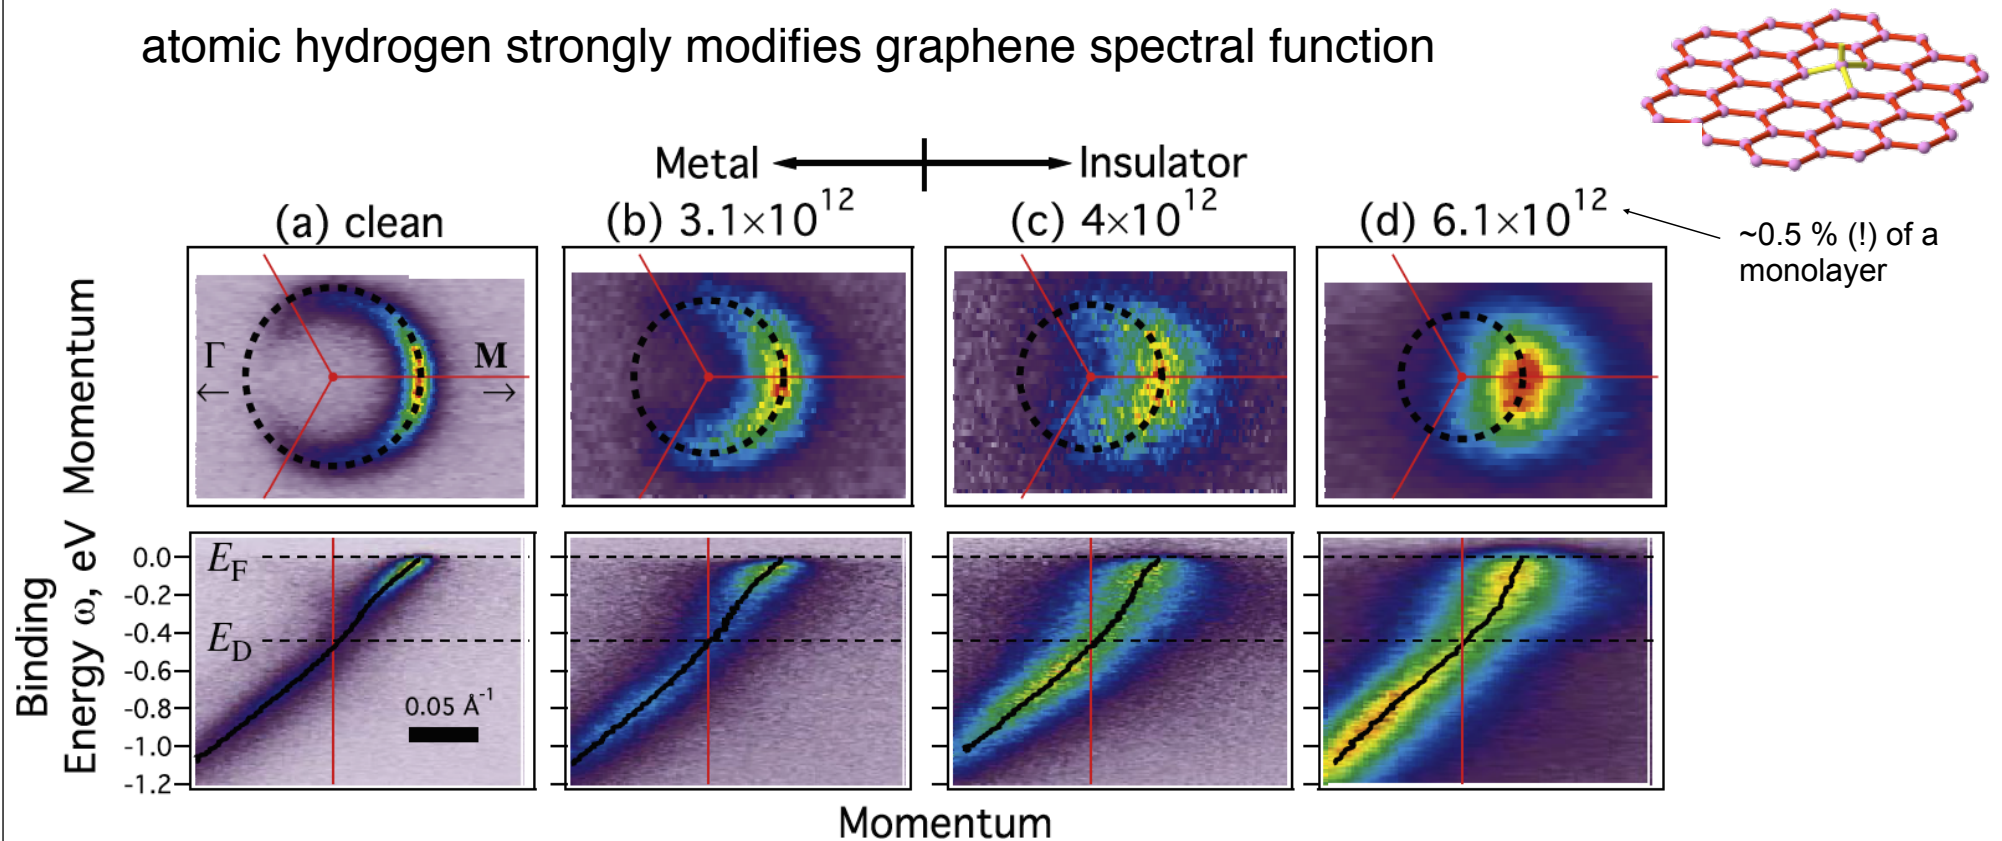 atomic hydrogen strongly modifies graphene spectral function
Metal Insulator
(a) clean
(b) 3.1×10¹²
(c) 4×10¹²
(d) 6.1×10¹²
~0.5 % (!) of a
monolayer
Momentum
Γ
←
M
→
Binding
Energy ω, eV
0.0
-0.2
-0.4
-0.6
-0.8
-1.0
-1.2
E_F
E_D
0.05 Å⁻¹
Momentum